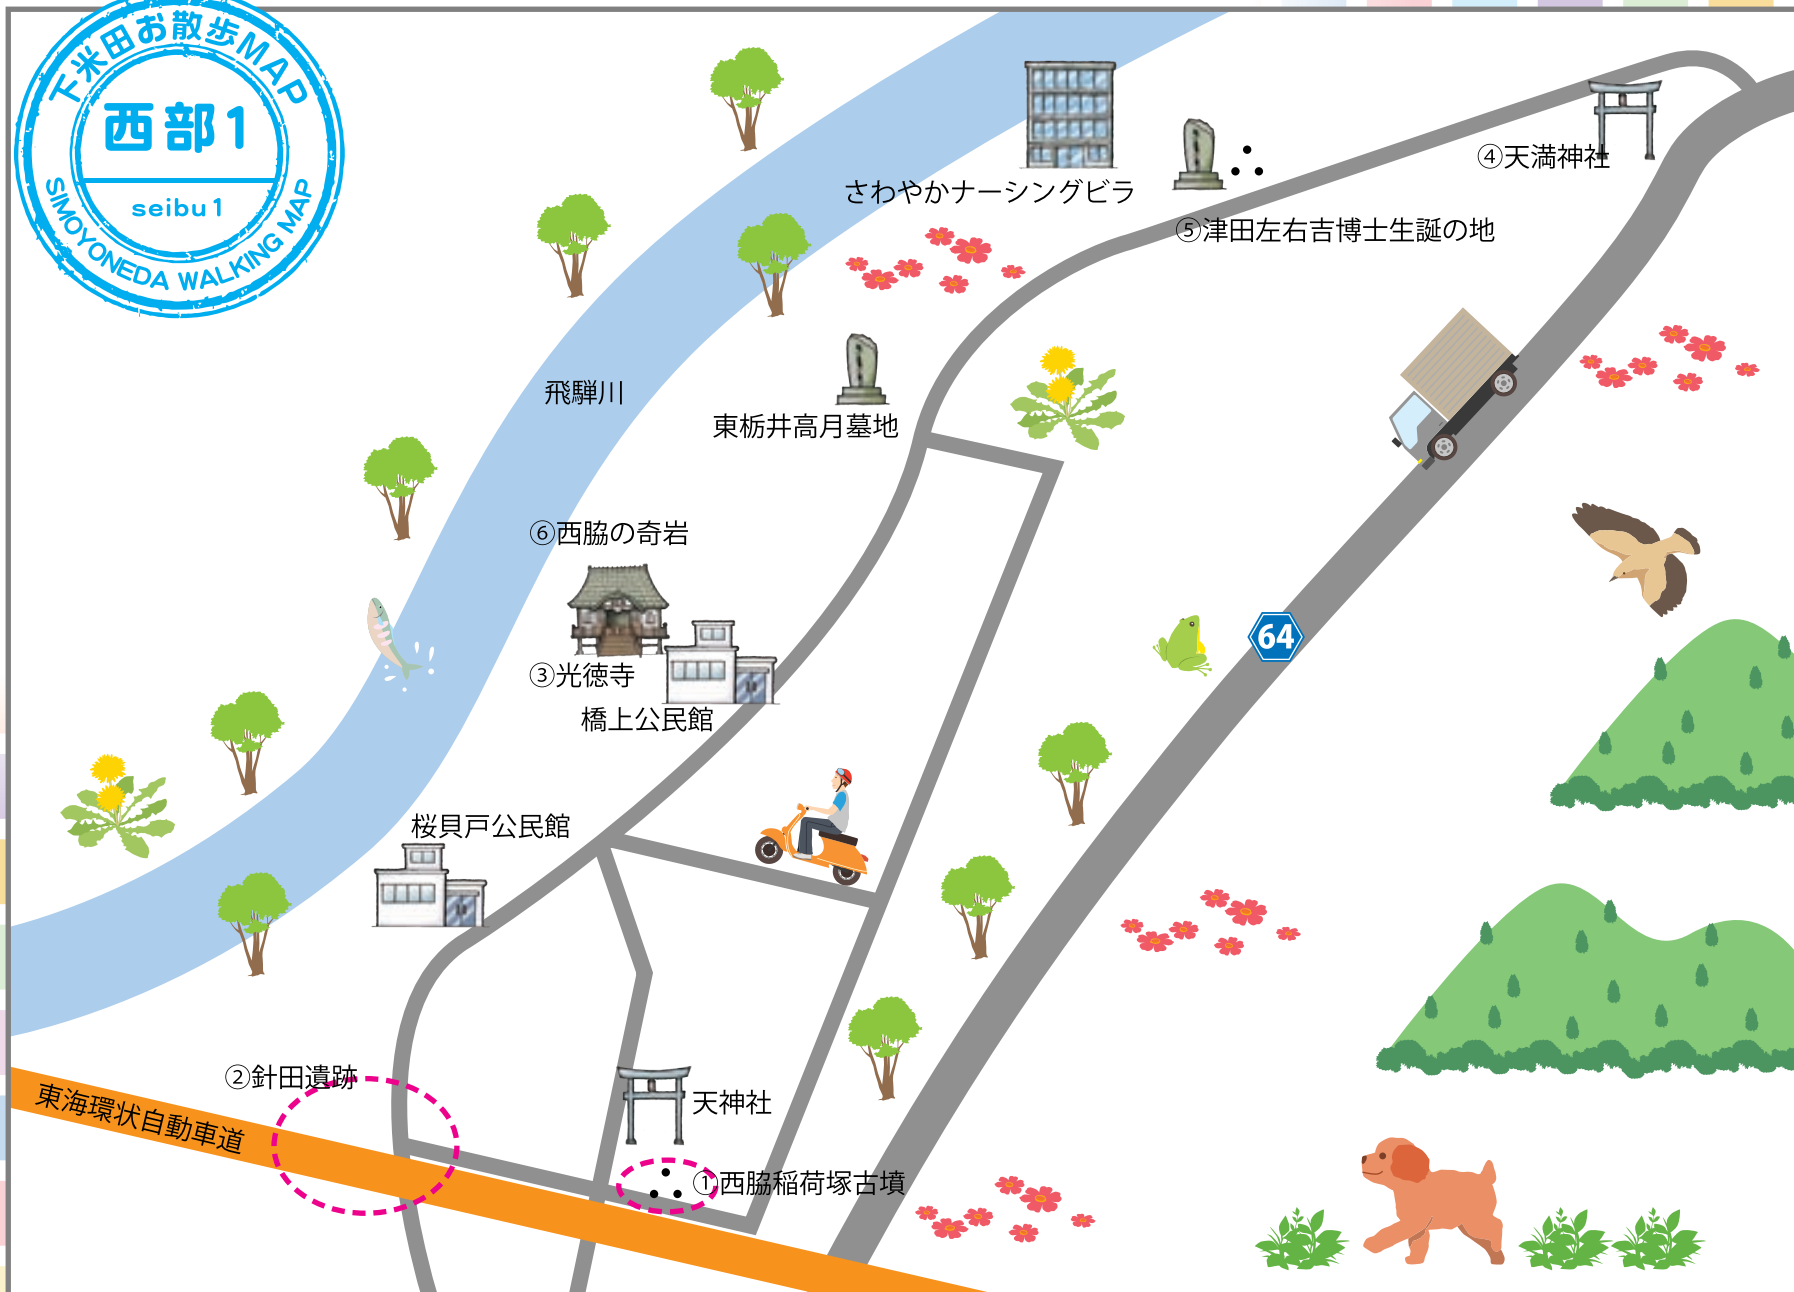 下米田お散歩MAP
西部1
seibu1
SIMOYONEDA WALKING MAP
さわやかナーシングビラ
④天満神社
⑤津田左右吉博士生誕の地
飛騨川
東栃井高月墓地
⑥西脇の奇岩
64
③光徳寺
橋上公民館
桜貝戸公民館
②針田遺跡
東海環状自動車道
天神社
①西脇稲荷塚古墳